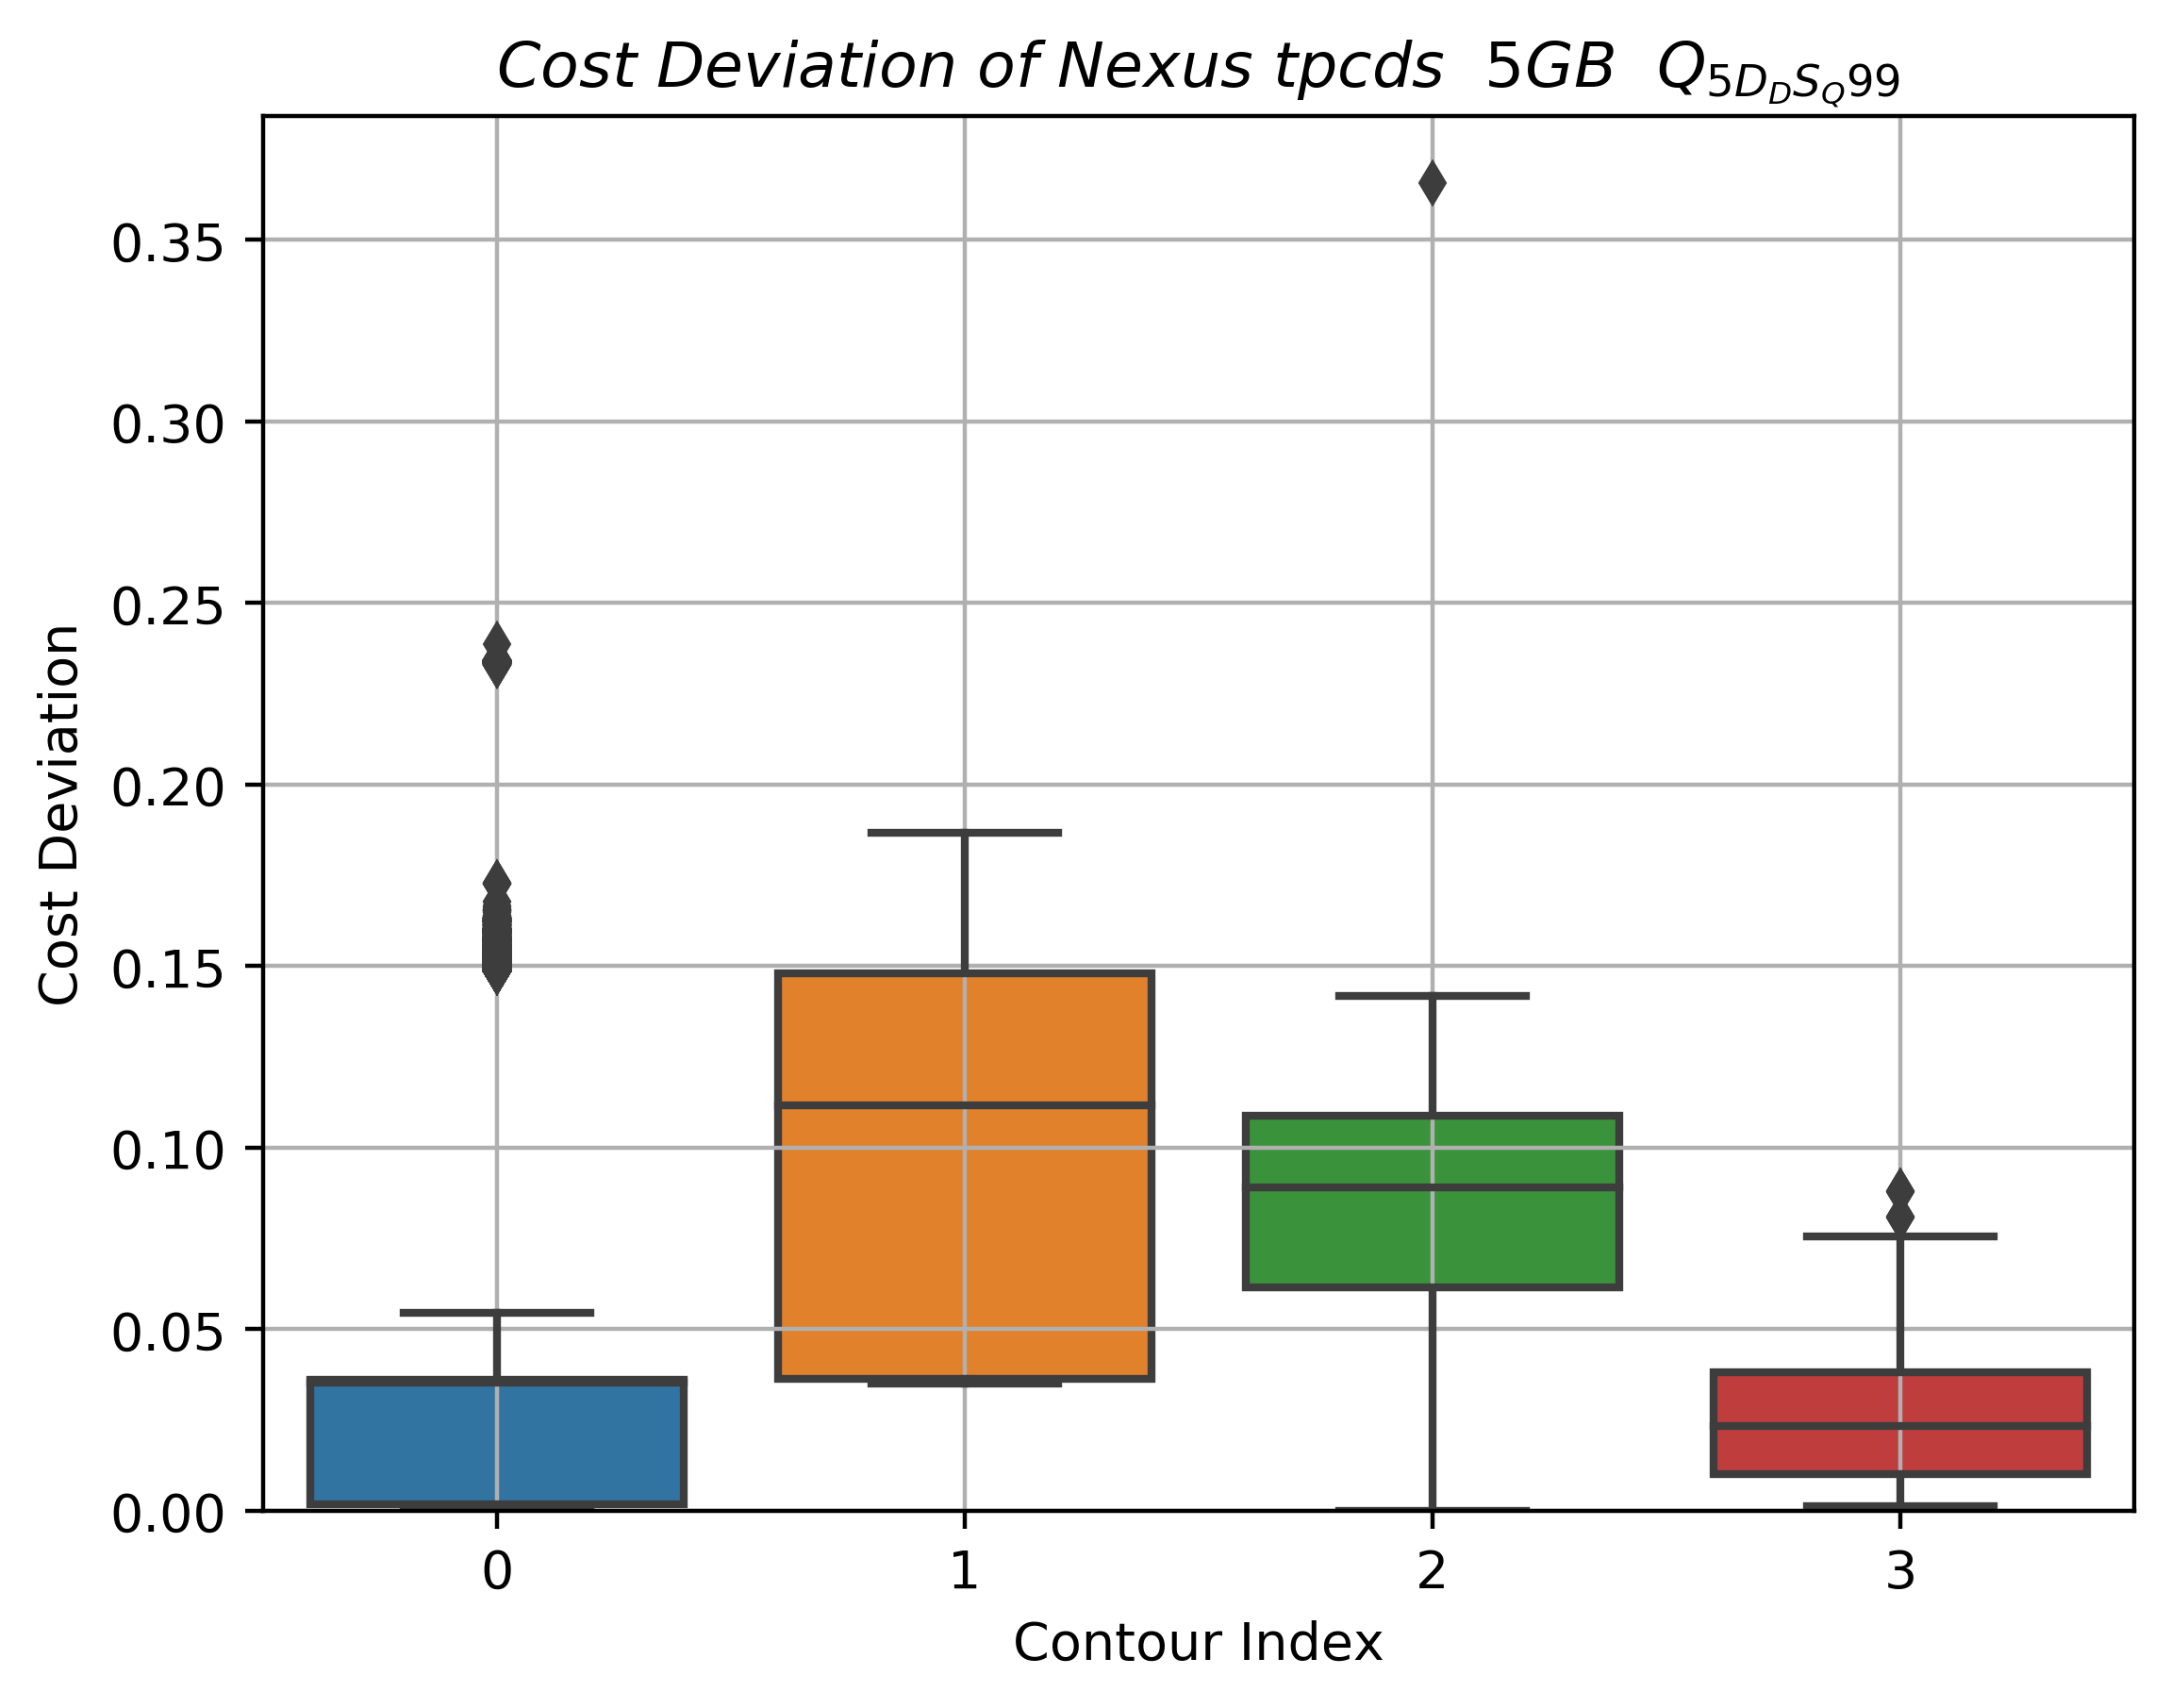 Cost Deviation of Nexus tpcds 5GB Q5DDSQ99
0.35
0.30
0.25
0.20
0.15
0.10
0.05
0.00
Cost Deviation
0 1 2 3
Contour Index